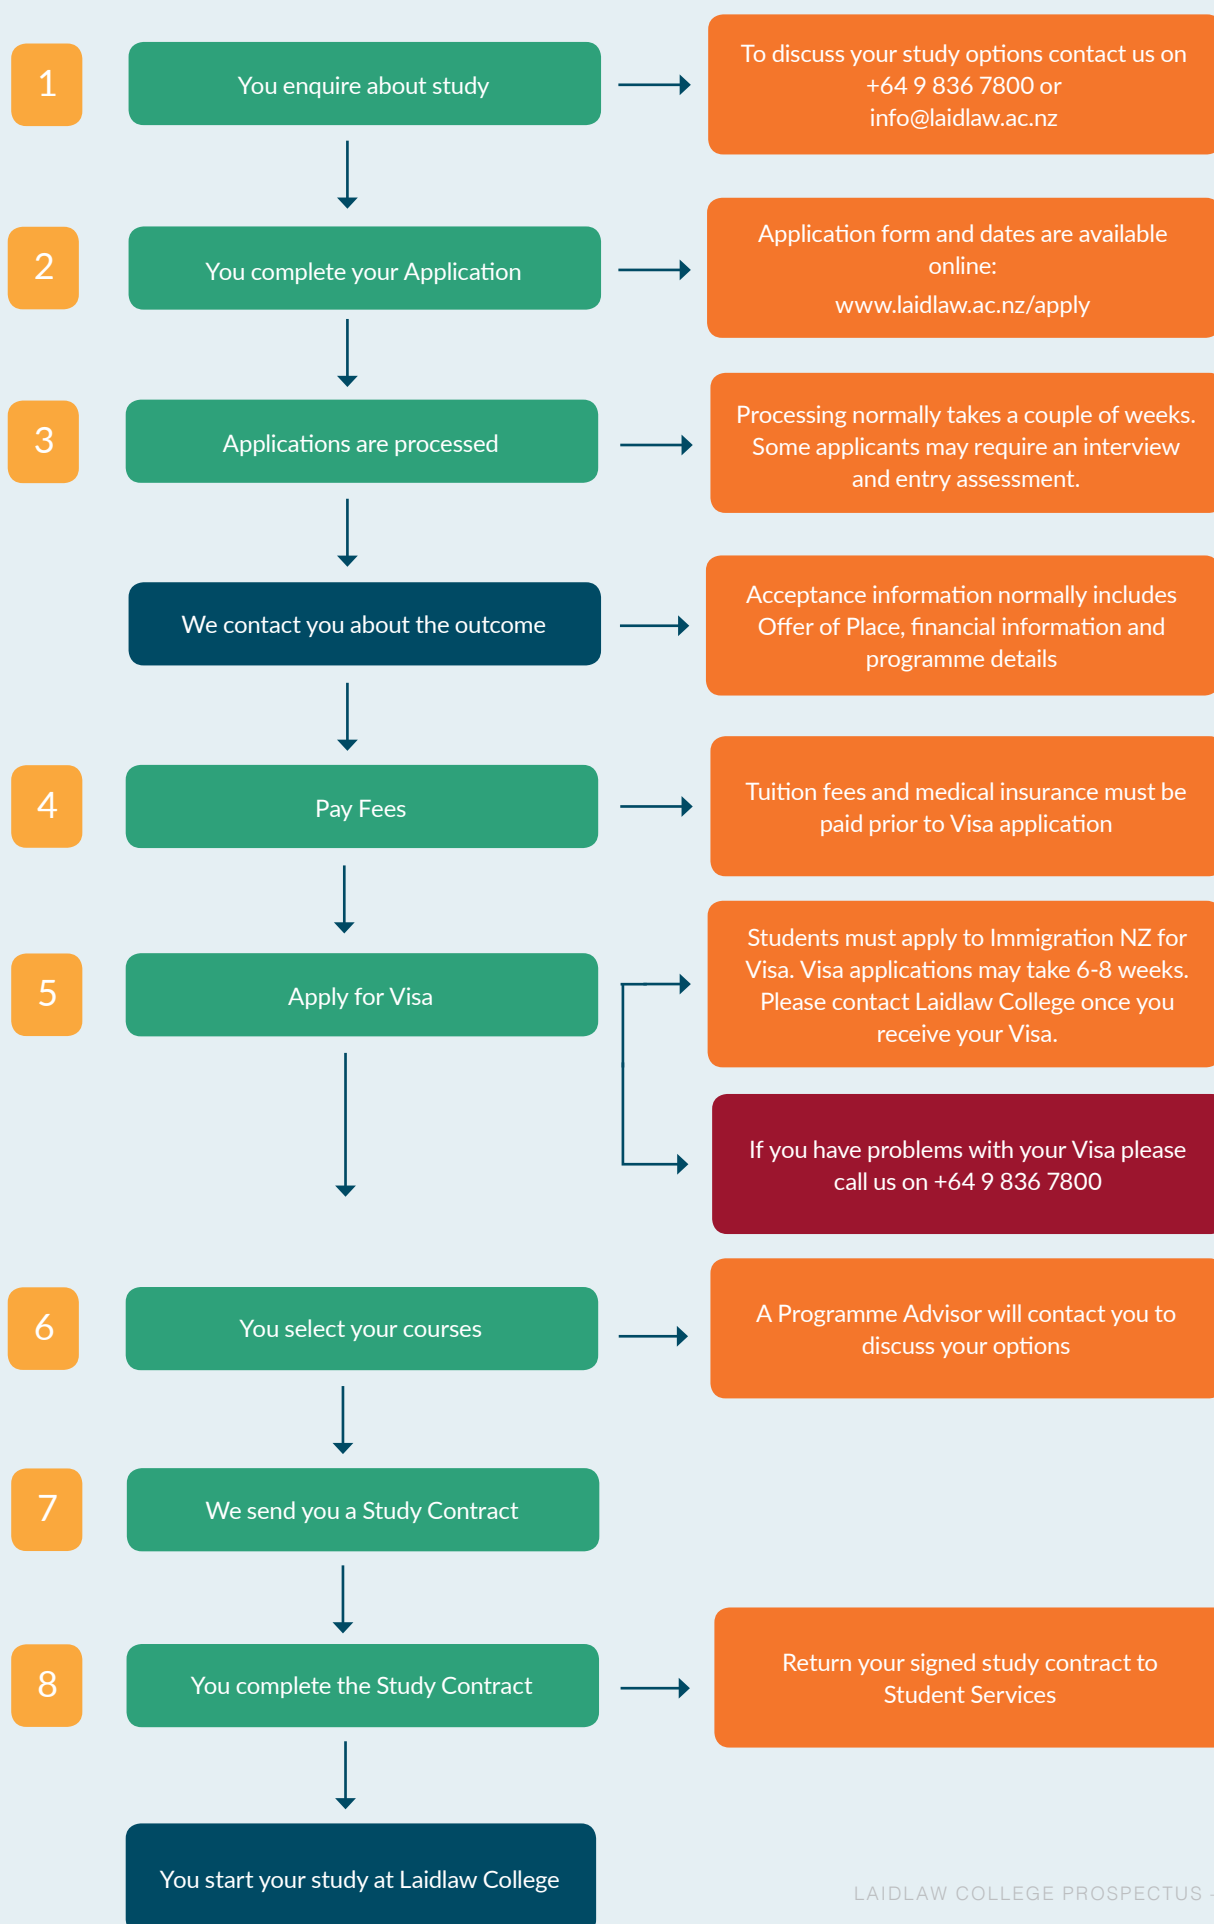 1
You enquire about study
To discuss your study options contact us on
+64 9 836 7800 or
info@laidlaw.ac.nz
2
You complete your Application
Application form and dates are available
online:
www.laidlaw.ac.nz/apply
3
Applications are processed
Processing normally takes a couple of weeks.
Some applicants may require an interview
and entry assessment.
We contact you about the outcome
Acceptance information normally includes
Offer of Place, financial information and
programme details
4
Pay Fees
Tuition fees and medical insurance must be
paid prior to Visa application
5
Apply for Visa
Students must apply to Immigration NZ for
Visa. Visa applications may take 6-8 weeks.
Please contact Laidlaw College once you
receive your Visa.
If you have problems with your Visa please
call us on +64 9 836 7800
6
You select your courses
A Programme Advisor will contact you to
discuss your options
7
We send you a Study Contract
8
You complete the Study Contract
Return your signed study contract to
Student Services
You start your study at Laidlaw College
LAIDLAW COLLEGE PROSPECTUS -